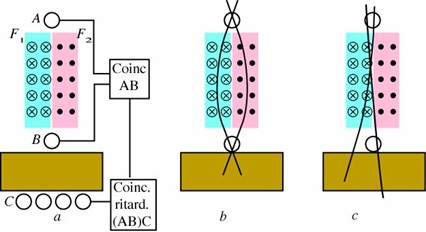 A
F₁ F₂
Coinc
AB
B
Coinc.
ritard.
(AB)C
C
a b c